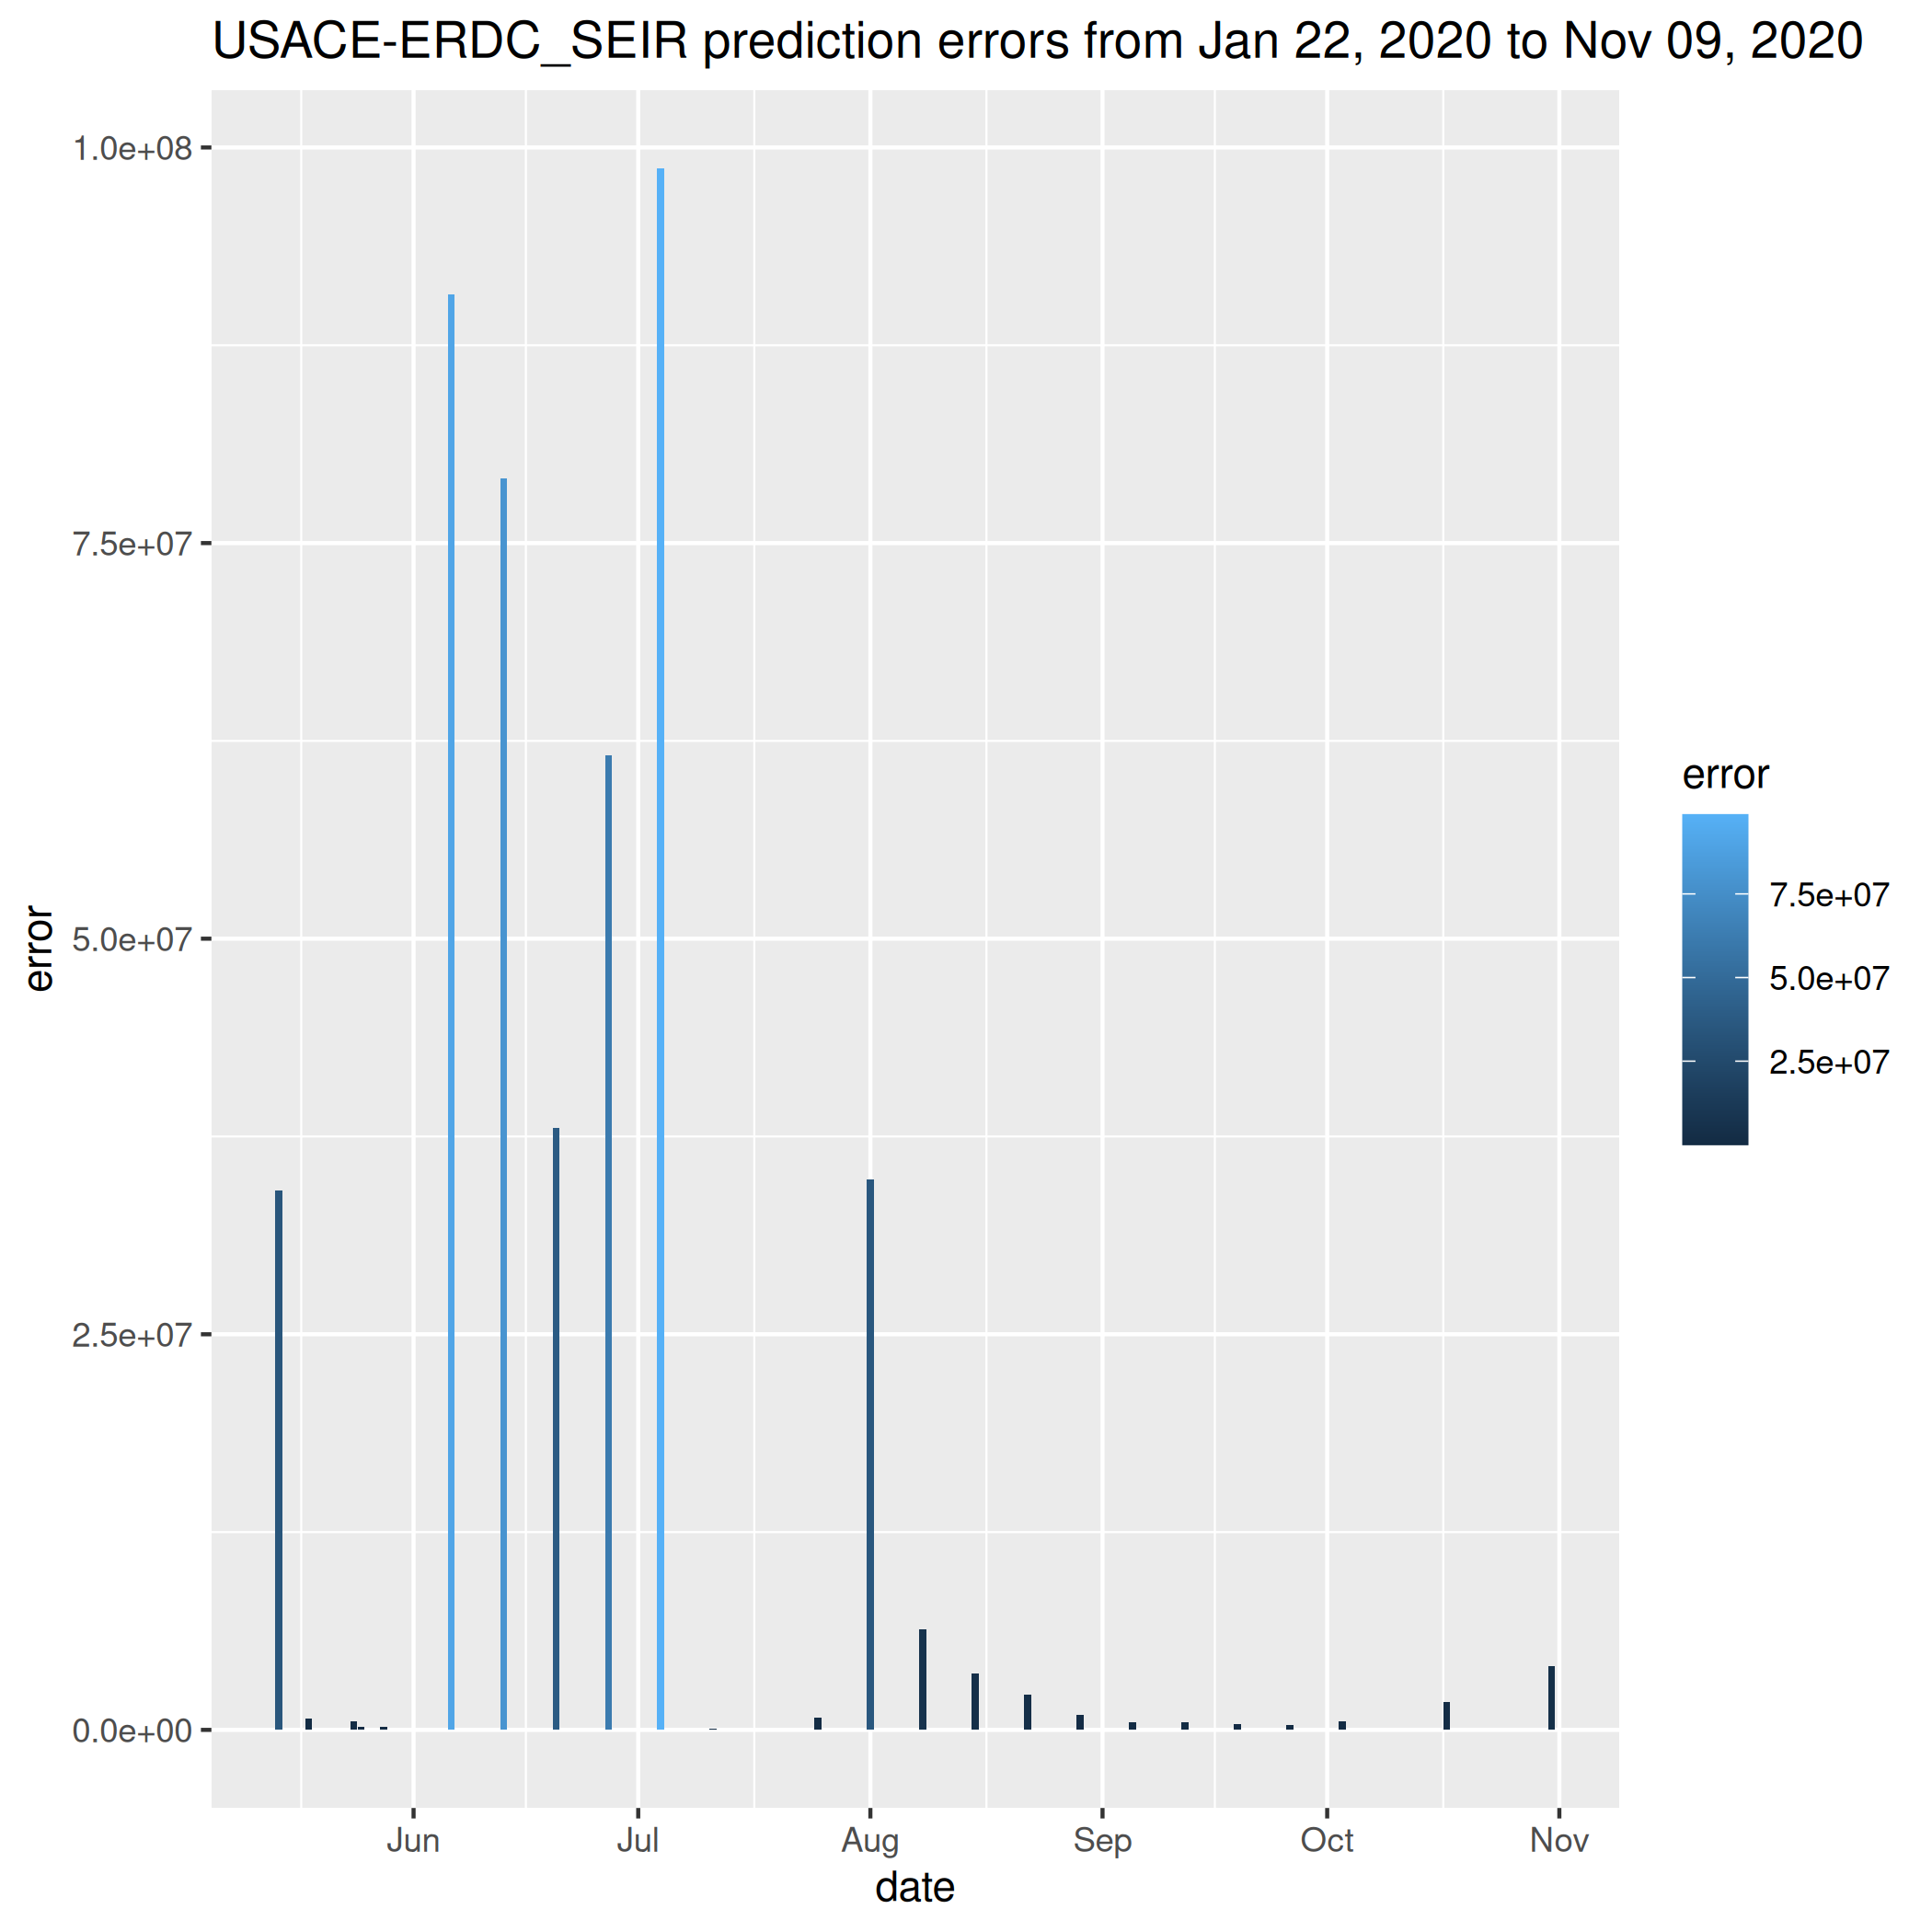 USACE-ERDC_SEIR prediction errors from Jan 22, 2020 to Nov 09, 2020
1.0e+08
7.5e+07
5.0e+07
2.5e+07
0.0e+00
error
Jun Jul Aug Sep Oct Nov
date
error
7.5e+07
5.0e+07
2.5e+07